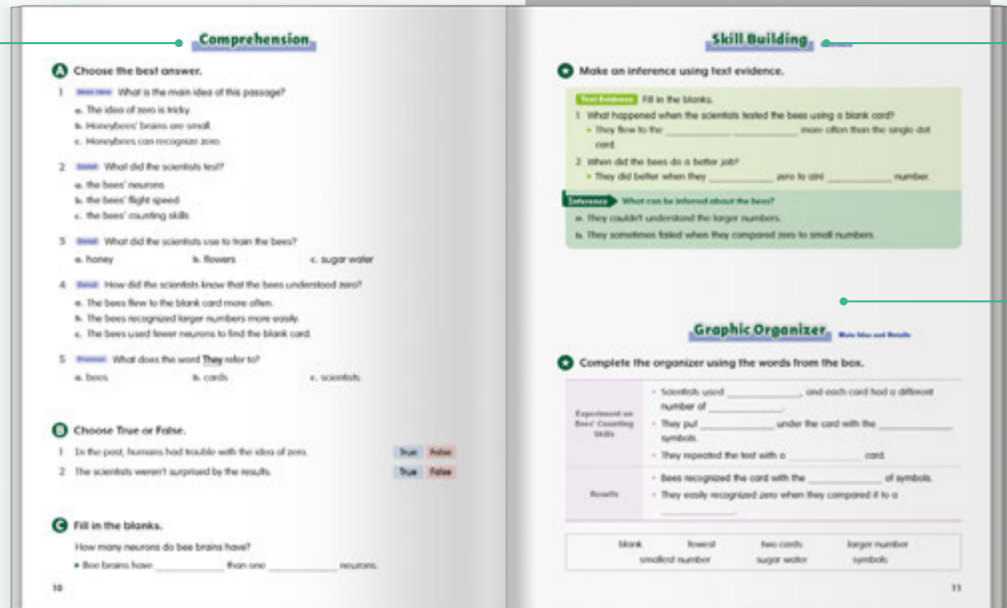 Comprehension
A Choose the best answer.
1 Main Idea What is the main idea of this passage?
a. The idea of zero is tricky.
b. Honeybees' brains are small.
c. Honeybees can recognize zero.
2 Detail What did the scientists test?
a. the bees' neurons
b. the bees' flight speed
c. the bees' counting skills
3 Detail What did the scientists use to train the bees?
a. honey b. flowers c. sugar water
4 Detail How did the scientists know that the bees understood zero?
a. The bees flew to the blank card more often.
b. The bees recognized larger numbers more easily.
c. The bees used fewer neurons to find the blank card.
5 What does the word They refer to?
a. bees b. cards c. scientists
B Choose True or False.
1 In the past, humans had trouble with the idea of zero. True False
2 The scientists weren't surprised by the results. True False
C Fill in the blanks.
How many neurons do bee brains have?
Bee brains have ____________ than one ____________ neurons.
10
Skill Building
Make an inference using text evidence.
Text Evidence Fill in the blanks.
1 What happened when the scientists tested the bees using a blank card?
They flew to the ____________ ____________ more often than the single dot
card.
2 When did the bees do a better job?
They did better when they ____________ zero to a(n) ____________ number.
Inference What can be inferred about the bees?
a. They couldn't understand the larger numbers.
b. They sometimes failed when they compared zero to small numbers.
Graphic Organizer Main Idea and Details
Complete the organizer using the words from the box.
Experiment on
Bees' Counting
Skills
Scientists used ____________, and each card had a different
number of ____________.
They put ____________ under the card with the ____________
symbols.
They repeated the test with a ____________ card.
Results
Bees recognized the card with the ____________ of symbols.
They easily recognized zero when they compared it to a
____________.
blank fewest two cards larger number
smallest number sugar water symbols
11